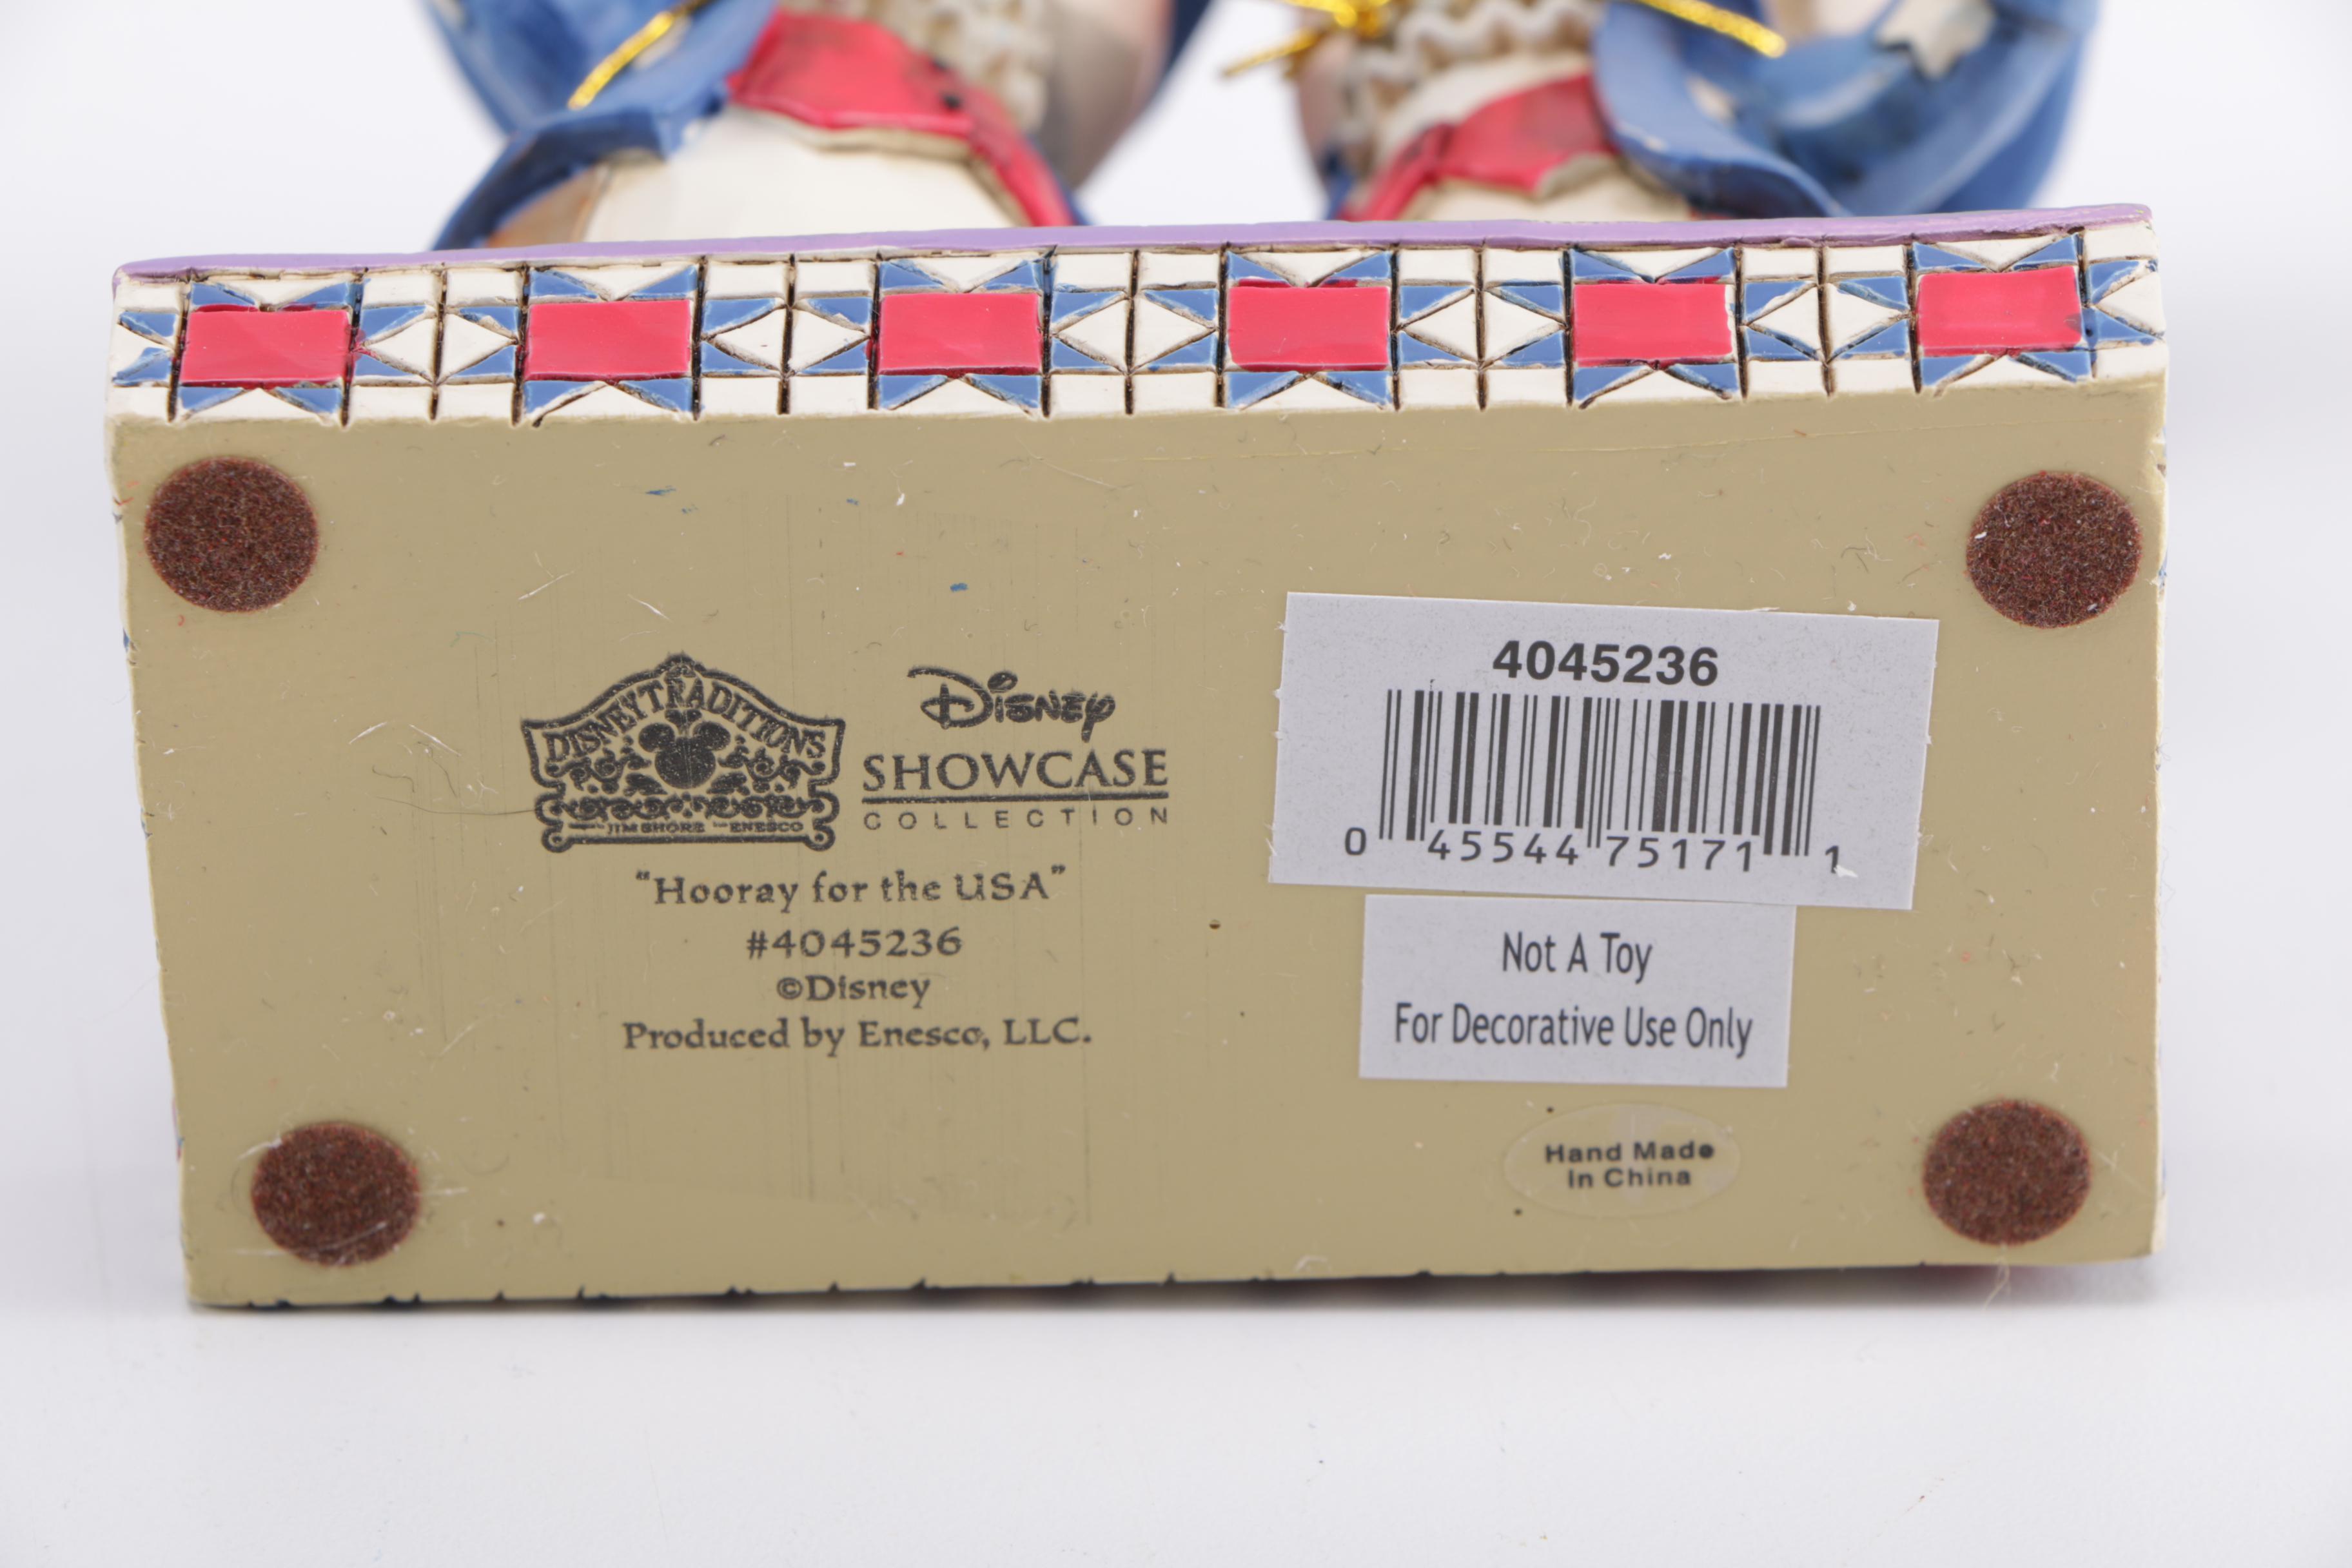 DISNEY TRADITIONS
JIM SHORE ENESCO
Disney
SHOWCASE
COLLECTION
"Hooray for the USA"
#4045236
©Disney
Produced by Enesco, LLC.
4045236
0 45544 75171 1
Not A Toy
For Decorative Use Only
Hand Made
In China